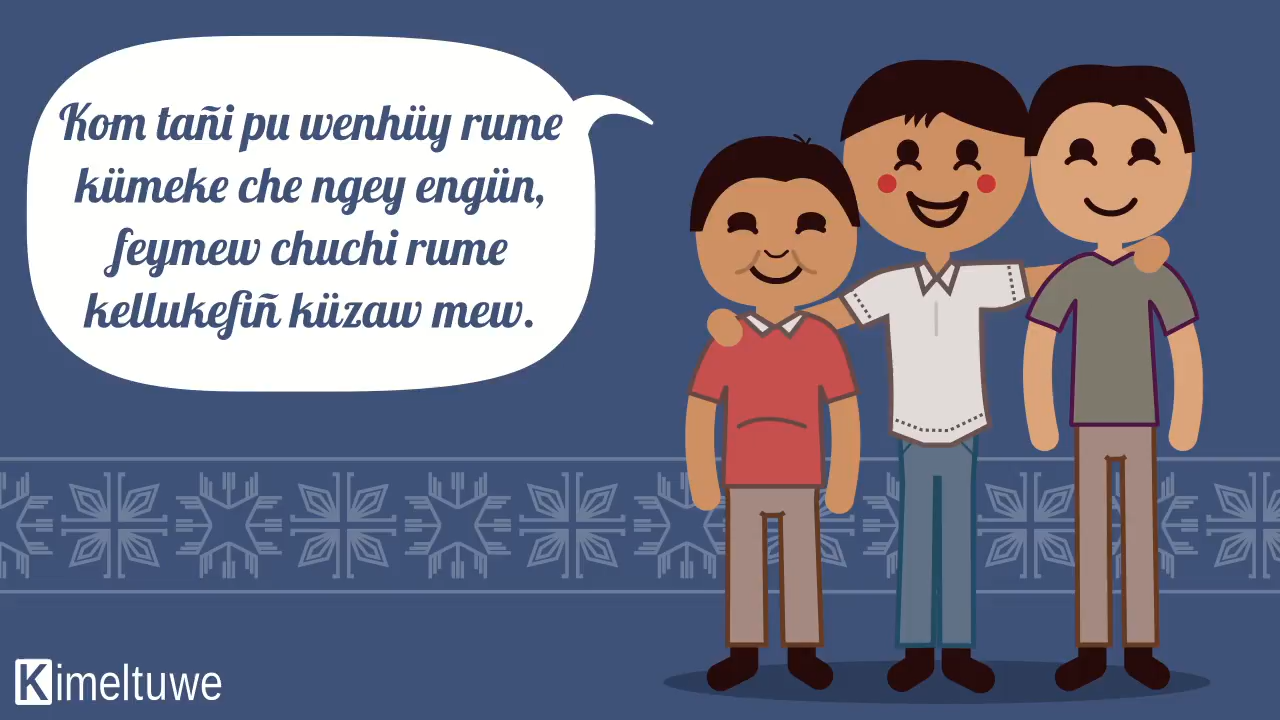 Kom tañi pu wenhüy rume
kümeke che ngey engün,
feymew chuchi rume
kellukefiñ küzaw mew.
Kimeltuwe